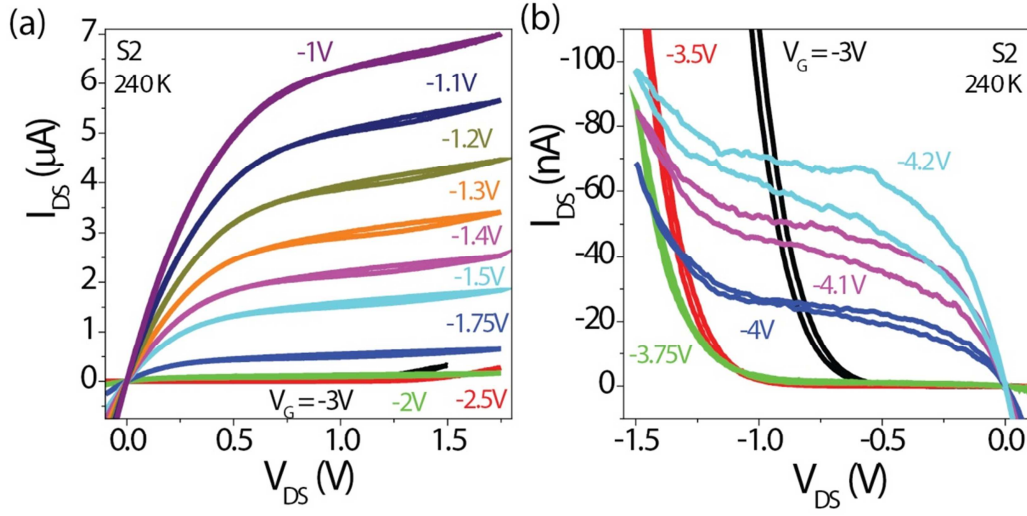 (a)
S2
240 K
-1V
-1.1V
-1.2V
-1.3V
-1.4V
-1.5V
-1.75V
V_G = -3V
-2V
-2.5V
7
6
5
4
3
2
1
0
I_DS (μA)
0.0 0.5 1.0 1.5
V_DS (V)
(b)
-3.5V
V_G = -3V
S2
240 K
-4.2V
-4.1V
-4V
-3.75V
-100
-80
-60
-40
-20
0
I_DS (nA)
-1.5 -1.0 -0.5 0.0
V_DS (V)